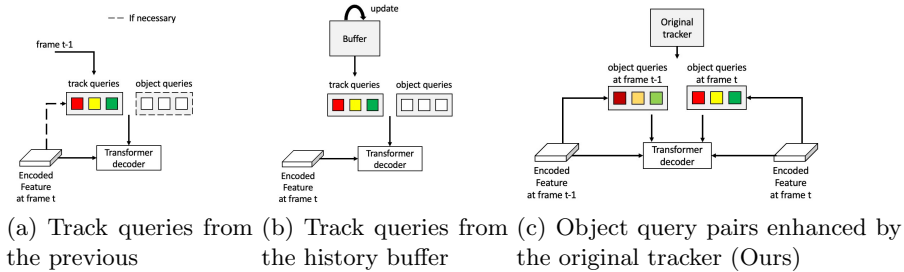 If necessary
frame t-1
track queries
object queries
Transformer
decoder
Encoded
Feature
at frame t
update
Buffer
track queries
object queries
Transformer
decoder
Encoded
Feature
at frame t
Original
tracker
object queries
at frame t-1
object queries
at frame t
Transformer
decoder
Encoded
Feature
at frame t-1
Encoded
Feature
at frame t
(a) Track queries from
the previous
(b) Track queries from
the history buffer
(c) Object query pairs enhanced by
the original tracker (Ours)